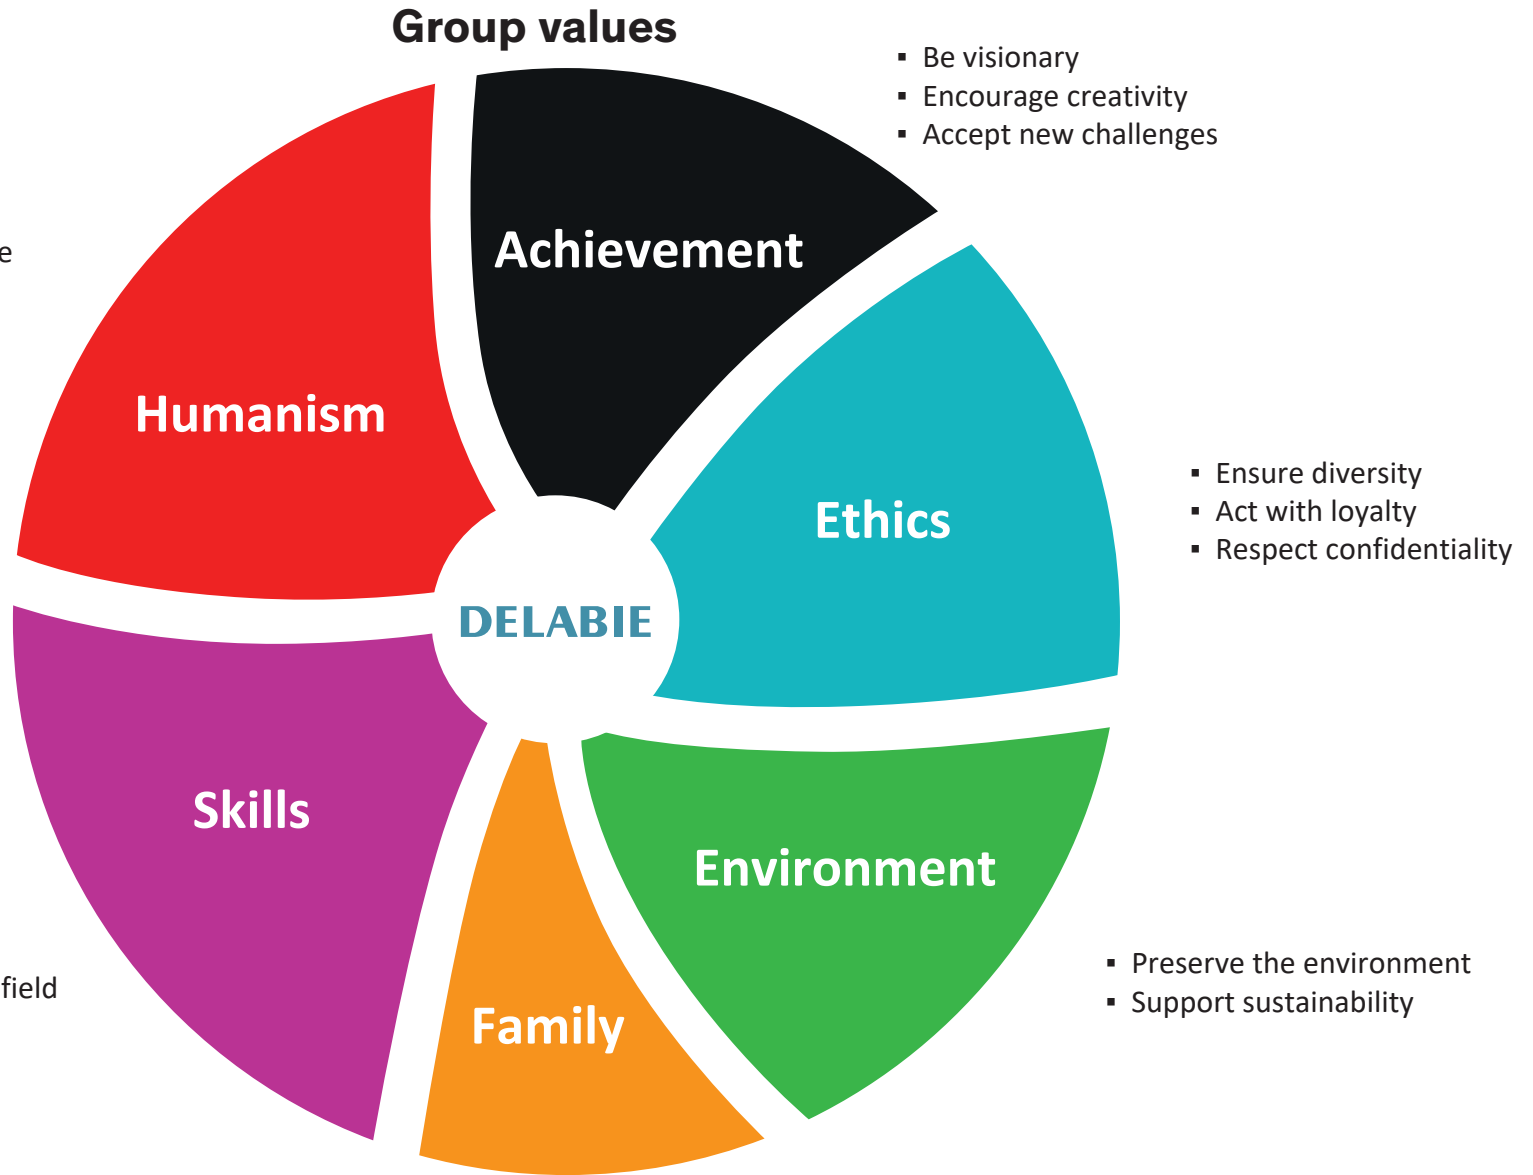 Group values
▪ Be visionary
▪ Encourage creativity
▪ Accept new challenges
Achievement
Humanism
Ethics
▪ Ensure diversity
▪ Act with loyalty
▪ Respect confidentiality
DELABIE
Skills
Environment
▪ Preserve the environment
▪ Support sustainability
field
Family